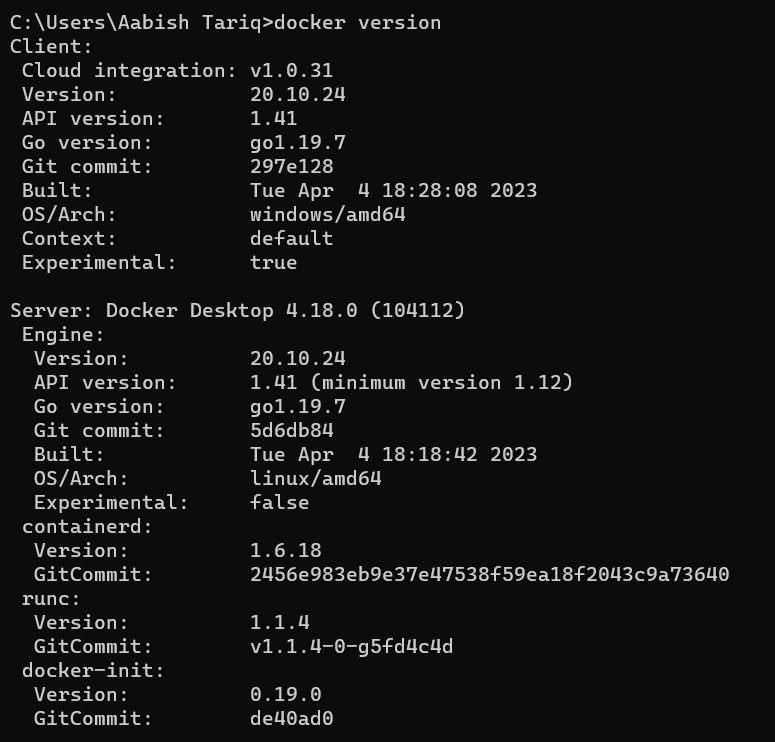 C:\Users\Aabish Tariq>docker version
Client:
 Cloud integration: v1.0.31
 Version:           20.10.24
 API version:       1.41
 Go version:        go1.19.7
 Git commit:        297e128
 Built:             Tue Apr  4 18:28:08 2023
 OS/Arch:           windows/amd64
 Context:           default
 Experimental:      true

Server: Docker Desktop 4.18.0 (104112)
 Engine:
  Version:          20.10.24
  API version:      1.41 (minimum version 1.12)
  Go version:       go1.19.7
  Git commit:       5d6db84
  Built:            Tue Apr  4 18:18:42 2023
  OS/Arch:          linux/amd64
  Experimental:     false
 containerd:
  Version:          1.6.18
  GitCommit:        2456e983eb9e37e47538f59ea18f2043c9a73640
 runc:
  Version:          1.1.4
  GitCommit:        v1.1.4-0-g5fd4c4d
 docker-init:
  Version:          0.19.0
  GitCommit:        de40ad0